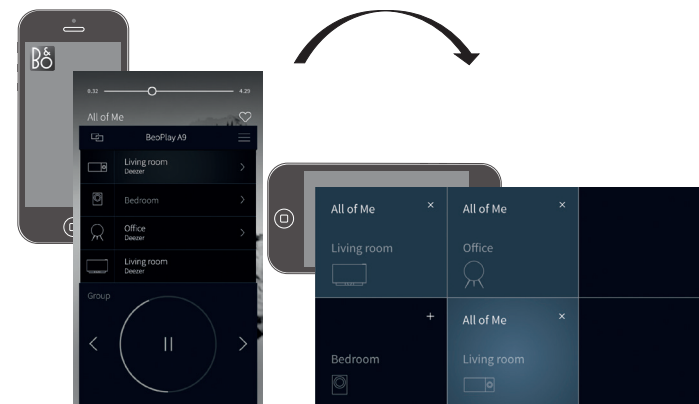 B&O
0.32
4.29
All of Me
BeoPlay A9
Living room
Deezer
Bedroom
Office
Deezer
Living room
Deezer
Group
All of Me ×
Living room
All of Me ×
Office
+
Bedroom
All of Me ×
Living room